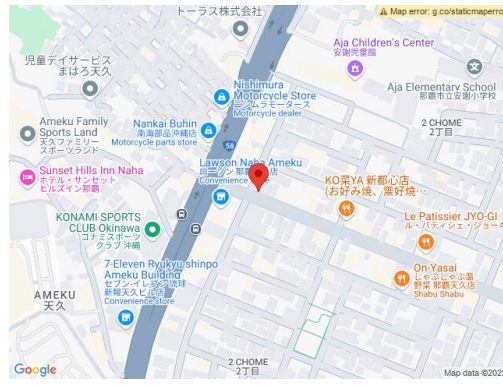 トーラス株式会社
Map error: g.co/staticmaperro
児童デイサービス
まはろ天久
Aja Children's Center
安謝児童館
Aja Elementary School
那覇市立安謝小学校
Nishimura
Motorcycle Store
ニシムラモータース
Motorcycle dealer
Ameku Family
Sports Land
天久ファミリー
スポーツランド
Nankai Buhin
南海部品沖縄店
Motorcycle parts store
58
2 CHOME
2丁目
Sunset Hills Inn Naha
ホテル・サンセット
ヒルズイン那覇
Lawson Naha Ameku
ローソン 那覇
店
Convenience
KO菜YA 新都心店
(お好み焼、
KONAMI SPORTS
CLUB Okinawa
コナミスポーツ
クラブ 沖縄
Le Patissier JYO-GI
ル・パティシェ・ジョーキ
7-Eleven Ryukyu-shinpo
Ameku Building
セブン-イレブン 琉球
新報天久ビル店
Convenience store
On-Yasai
しゃぶしゃぶ温
野菜 那覇天久店
Shabu Shabu
AMEKU
天久
2 CHOME
2丁目
Google
Map data ©202